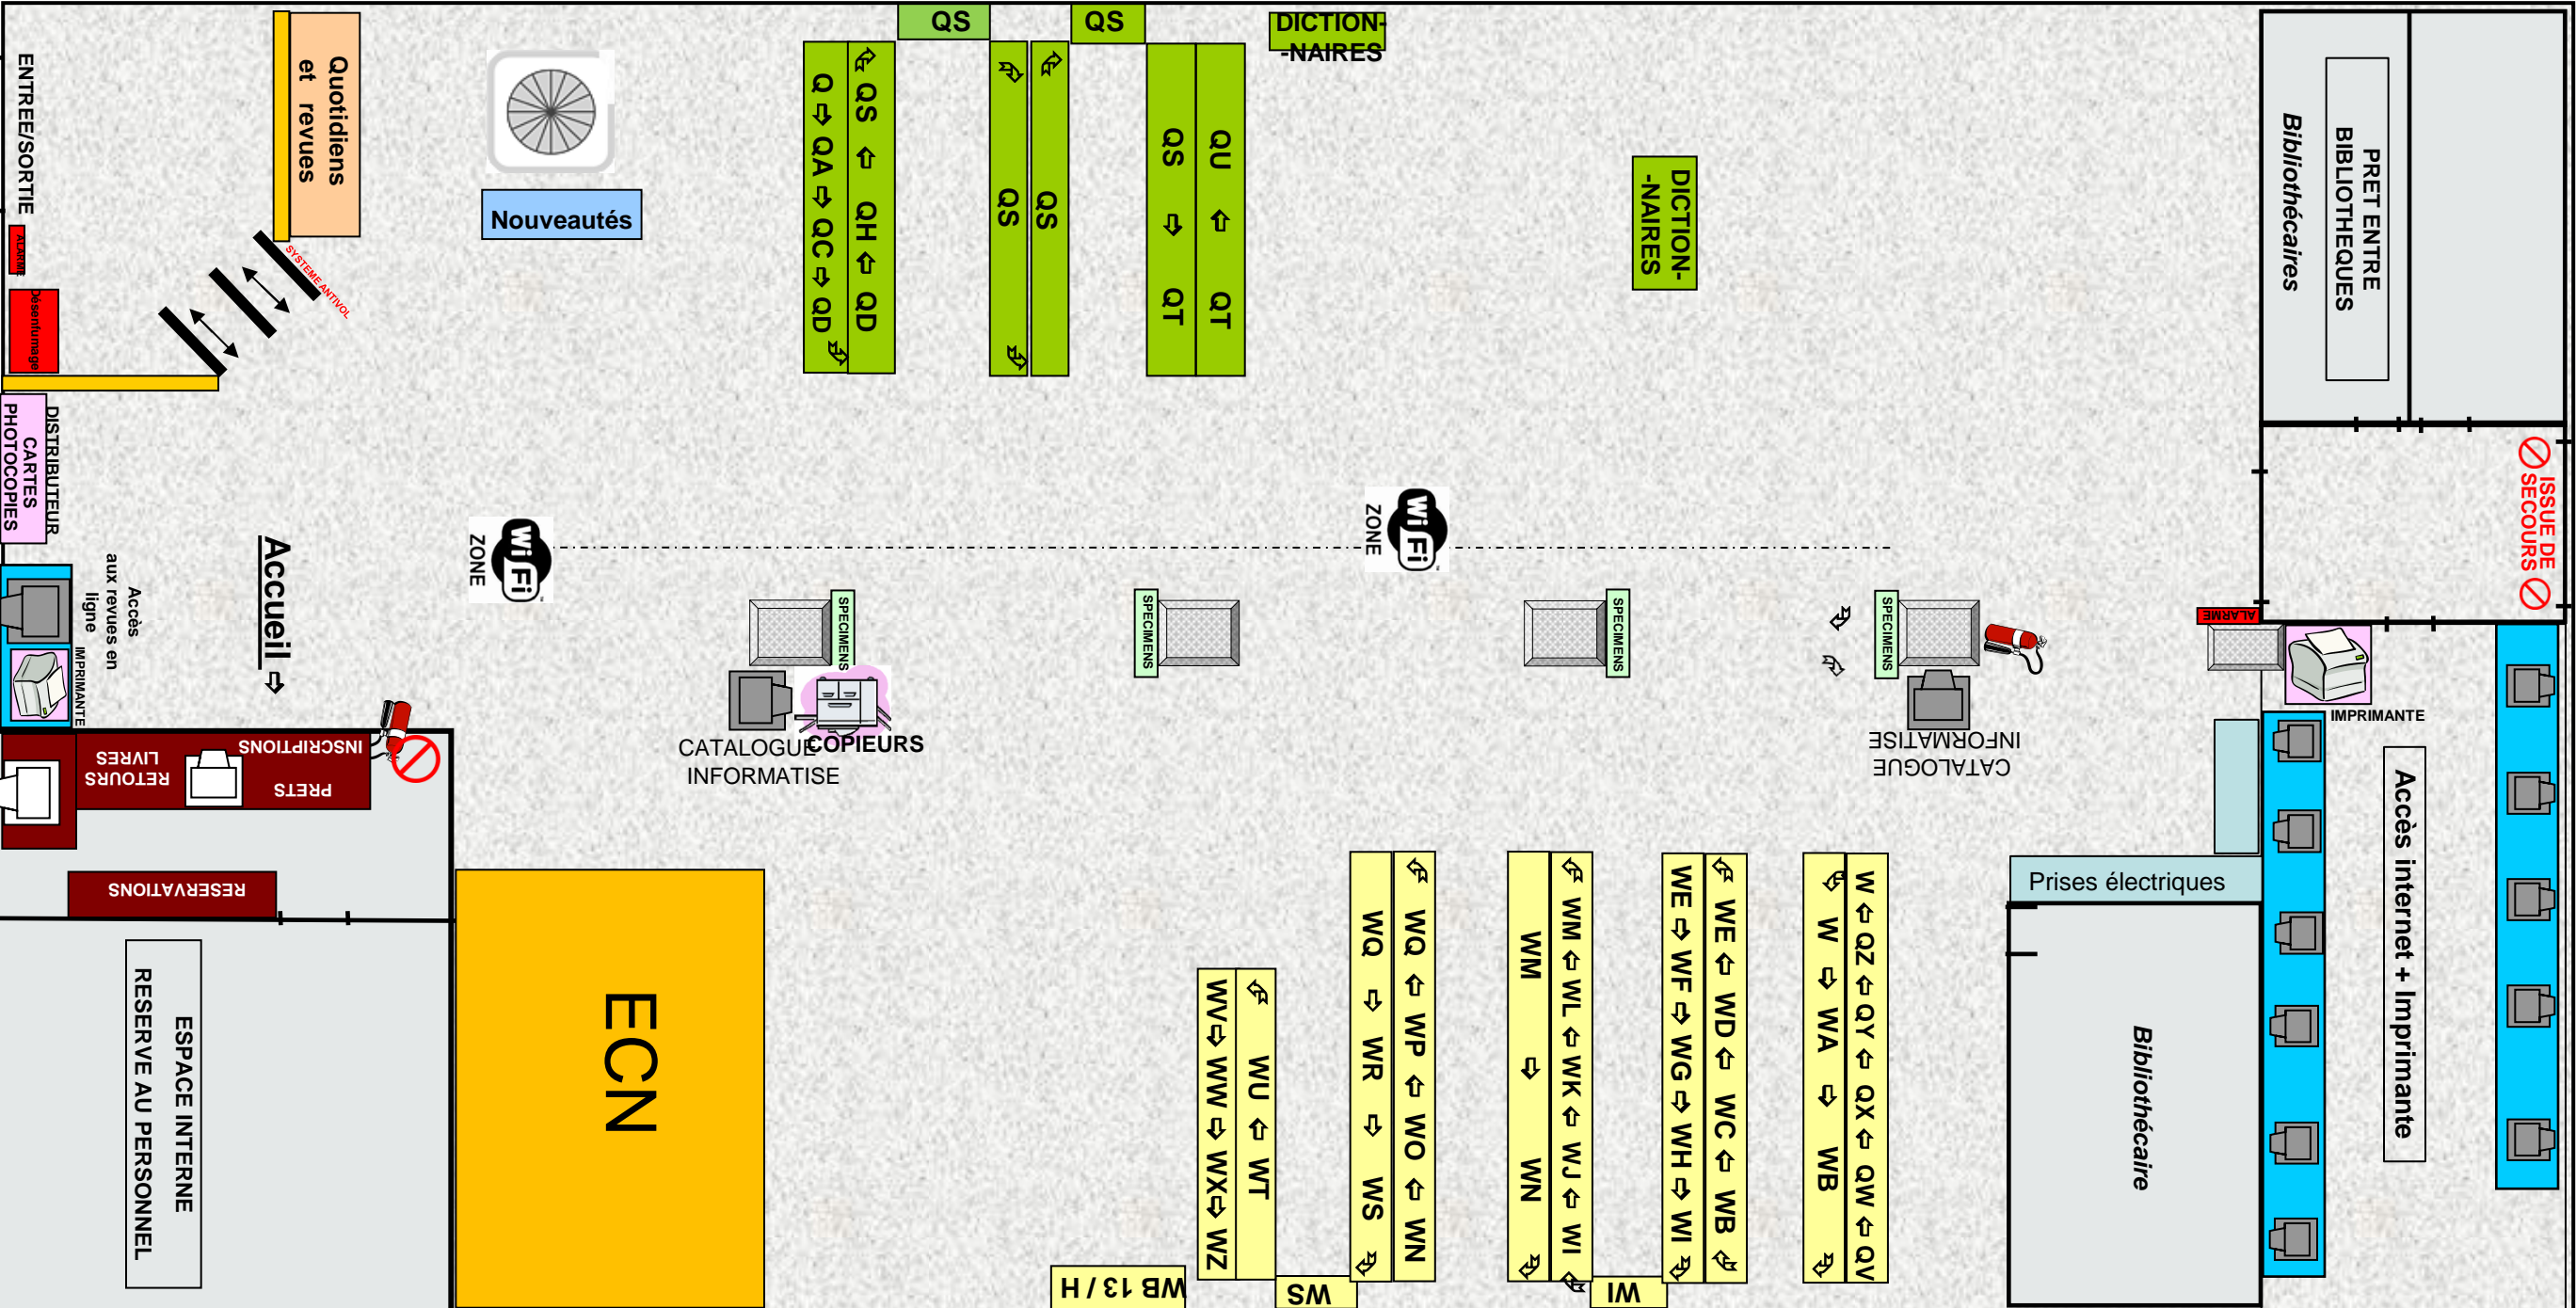 ENTREE/SORTIE
ALARME
Désenfumage
Quotidiens
et revues
SYSTEME ANTIVOL
DISTRIBUTEUR
CARTES
PHOTOCOPIES
Accès
aux revues en
ligne
IMPRIMANTE
Accueil ⇨
INSCRIPTIONS
PRETS
RETOURS
LIVRES
RESERVATIONS
ESPACE INTERNE
RESERVE AU PERSONNEL
Nouveautés
Wi Fi
ZONE
ECN
QS
QS
DICTION-
-NAIRES
Q ⇨ QA ⇨ QC ⇨ QD
QS ⇦ QH ⇦ QD
QS
QS
QS ⇨ QT
QU ⇦ QT
DICTION-
-NAIRES
Wi Fi
ZONE
SPECIMENS
SPECIMENS
SPECIMENS
SPECIMENS
CATALOGUE
INFORMATISE
COPIEURS
CATALOGUE
INFORMATISE
WV ⇨ WW ⇨ WX ⇨ WZ
WU ⇦ WT
WQ ⇨ WR ⇨ WS
WQ ⇦ WP ⇦ WO ⇦ WN
WM ⇨ WN
WM ⇦ WL ⇦ WK ⇦ WJ ⇦ WI
WE ⇨ WF ⇨ WG ⇨ WH ⇨ WI
WE ⇦ WD ⇦ WC ⇦ WB
W ⇨ WA ⇨ WB
W ⇦ QZ ⇦ QY ⇦ QX ⇦ QW ⇦ QV
WB 13 / H
WS
WI
PRET ENTRE
BIBLIOTHEQUES
Bibliothécaires
ISSUE DE
SECOURS
ALARME
IMPRIMANTE
Prises électriques
Bibliothécaire
Accès internet + Imprimante